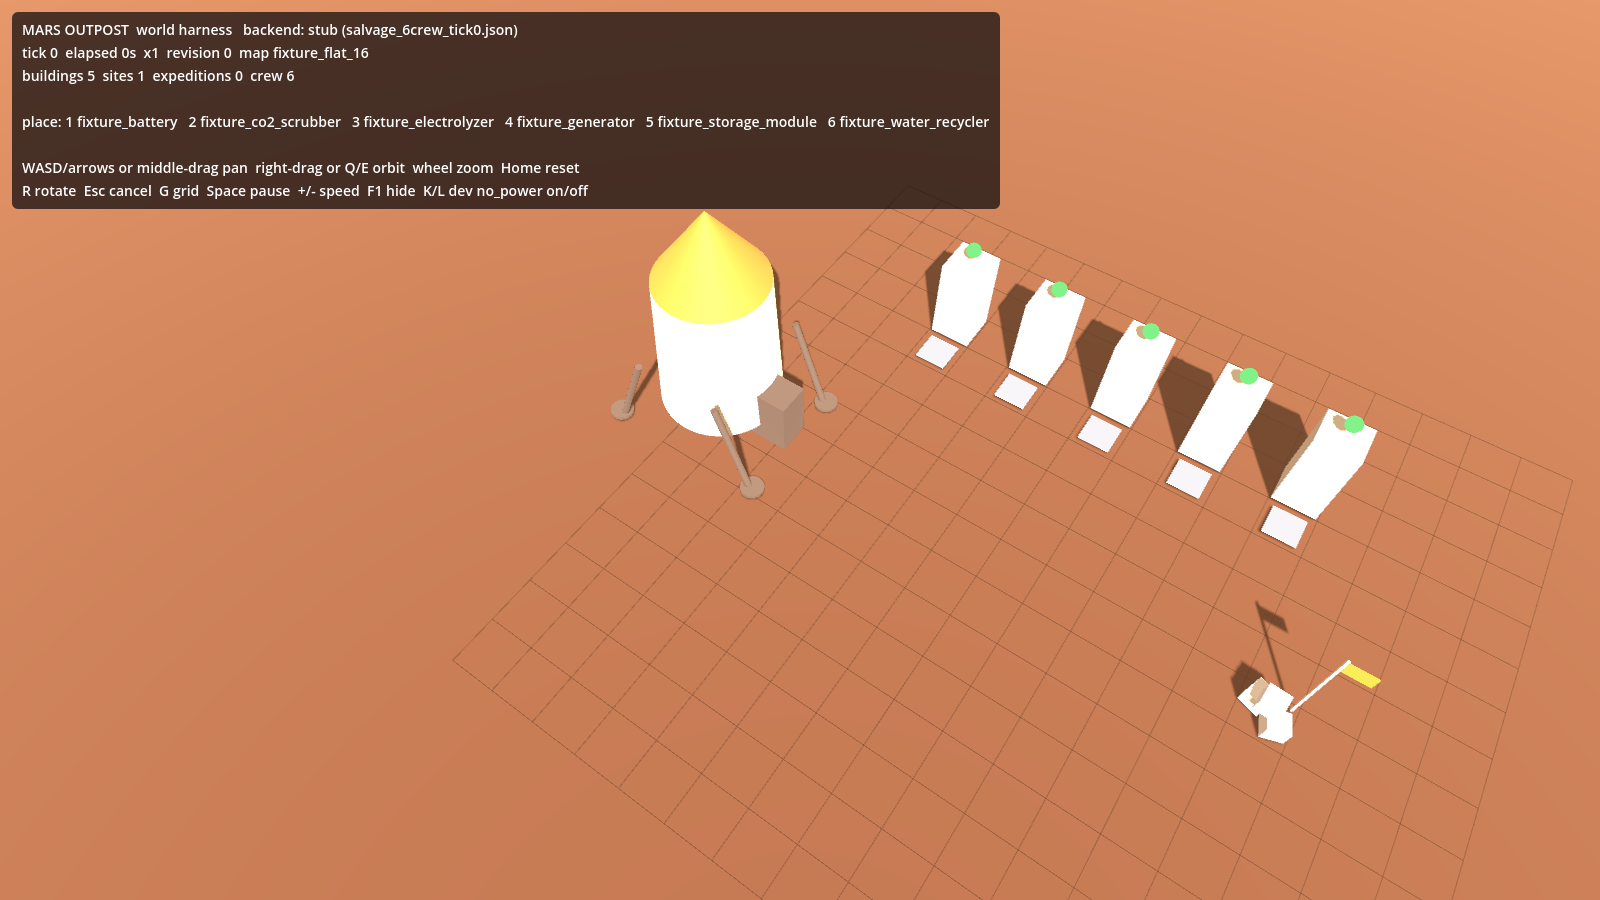 MARS OUTPOST  world harness   backend: stub (salvage_6crew_tick0.json)
tick 0  elapsed 0s  x1  revision 0  map fixture_flat_16
buildings 5  sites 1  expeditions 0  crew 6
place: 1 fixture_battery   2 fixture_co2_scrubber   3 fixture_electrolyzer   4 fixture_generator   5 fixture_storage_module   6 fixture_water_recycler
WASD/arrows or middle-drag pan  right-drag or Q/E orbit  wheel zoom  Home reset
R rotate  Esc cancel  G grid  Space pause  +/- speed  F1 hide  K/L dev no_power on/off